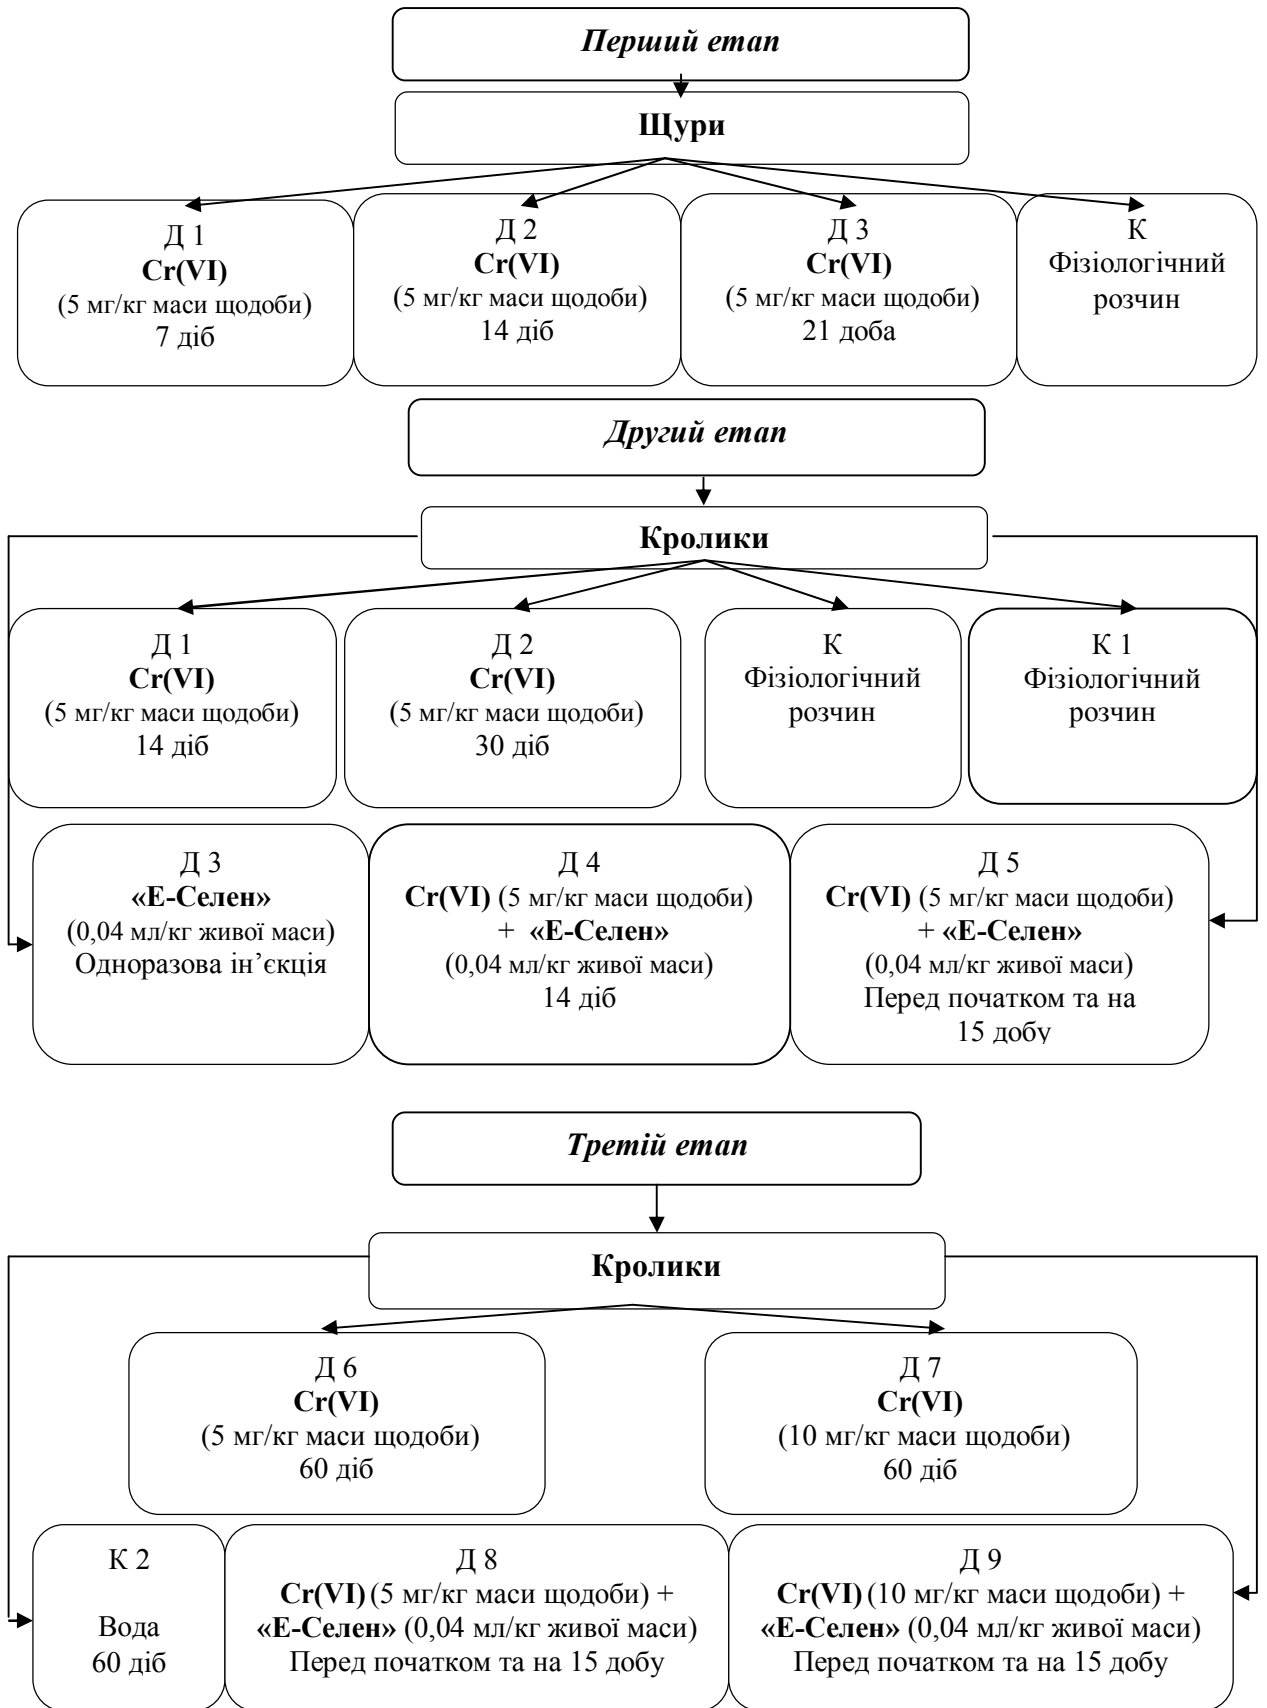 Перший етап
Щури
Д 1
Cr(VI)
(5 мг/кг маси щодоби)
7 діб
Д 2
Cr(VI)
(5 мг/кг маси щодоби)
14 діб
Д 3
Cr(VI)
(5 мг/кг маси щодоби)
21 доба
К
Фізіологічний
розчин
Другий етап
Кролики
Д 1
Cr(VI)
(5 мг/кг маси щодоби)
14 діб
Д 2
Cr(VI)
(5 мг/кг маси щодоби)
30 діб
К
Фізіологічний
розчин
К 1
Фізіологічний
розчин
Д 3
«Е-Селен»
(0,04 мл/кг живої маси)
Одноразова ін’єкція
Д 4
Cr(VI) (5 мг/кг маси щодоби)
+ «Е-Селен»
(0,04 мл/кг живої маси)
14 діб
Д 5
Cr(VI) (5 мг/кг маси щодоби)
+ «Е-Селен»
(0,04 мл/кг живої маси)
Перед початком та на
15 добу
Третій етап
Кролики
Д 6
Cr(VI)
(5 мг/кг маси щодоби)
60 діб
Д 7
Cr(VI)
(10 мг/кг маси щодоби)
60 діб
К 2
Вода
60 діб
Д 8
Cr(VI) (5 мг/кг маси щодоби) +
«Е-Селен» (0,04 мл/кг живої маси)
Перед початком та на 15 добу
Д 9
Cr(VI) (10 мг/кг маси щодоби) +
«Е-Селен» (0,04 мл/кг живої маси)
Перед початком та на 15 добу